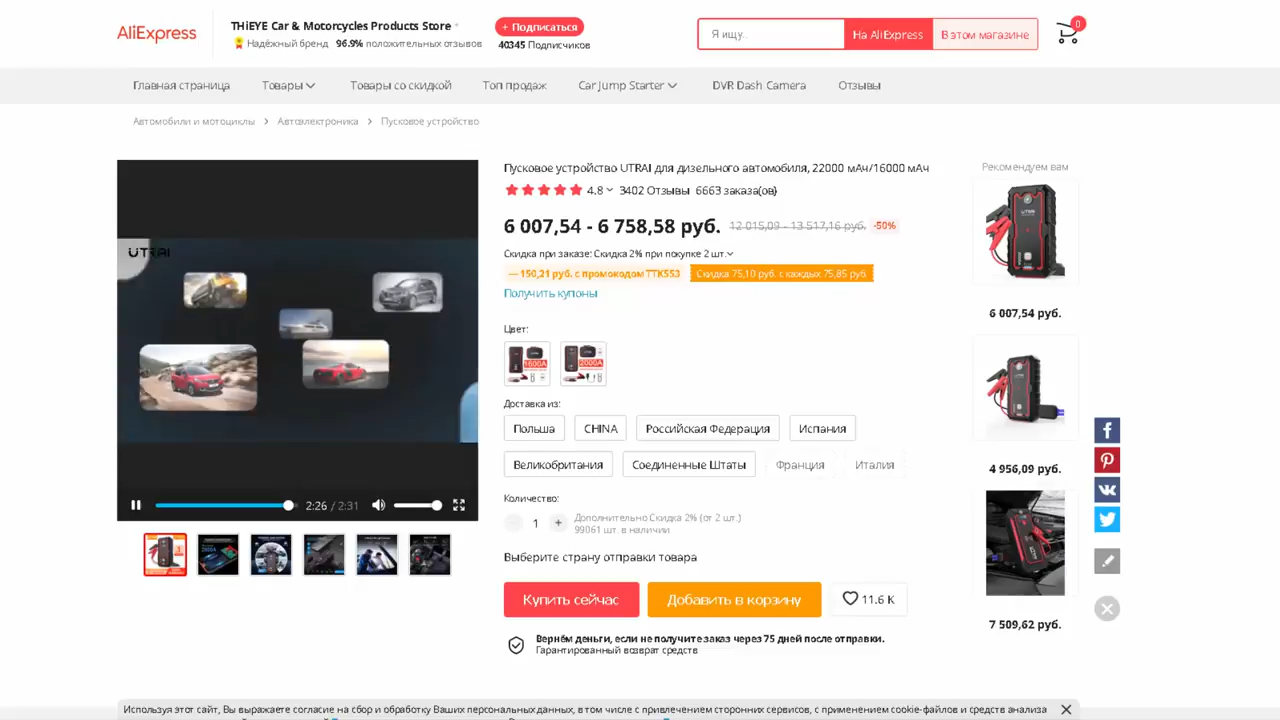 AliExpress
THiEYE Car & Motorcycles Products Store
Надёжный бренд 96.9% положительных отзывов
+ Подписаться
40345 Подписчиков
Я ищу..
На AliExpress
В этом магазине
0
Главная страница Товары Товары со скидкой Топ продаж Car Jump Starter DVR Dash Camera Отзывы
Автомобили и мотоциклы > Автоэлектроника > Пусковое устройство
Пусковое устройство UTRAI для дизельного автомобиля, 22000 мАч/16000 мАч
4.8 3402 Отзывы 6663 заказа(ов)
6 007,54 - 6 758,58 руб. 12 015,09 - 13 517,16 руб. -50%
Скидка при заказе: Скидка 2% при покупке 2 шт.
— 150,21 руб. с промокодом ТТК553 Скидка 75,10 руб. с каждых 75,85 руб.
Получить купоны
Цвет:
1600A
2000A
Доставка из:
Польша CHINA Российская Федерация Испания
Великобритания Соединенные Штаты Франция Италия
Количество:
1
Дополнительно Скидка 2% (от 2 шт.)
99061 шт. в наличии
Выберите страну отправки товара
Купить сейчас Добавить в корзину 11.6 K
Вернём деньги, если не получите заказ через 75 дней после отправки.
Гарантированный возврат средств
UTRAI
2:26 / 2:31
Рекомендуем вам
UTRAI
6 007,54 руб.
4 956,09 руб.
7 509,62 руб.
Используя этот сайт, Вы выражаете согласие на сбор и обработку Ваших персональных данных, в том числе с привлечением сторонних сервисов, с применением cookie-файлов и средств анализа